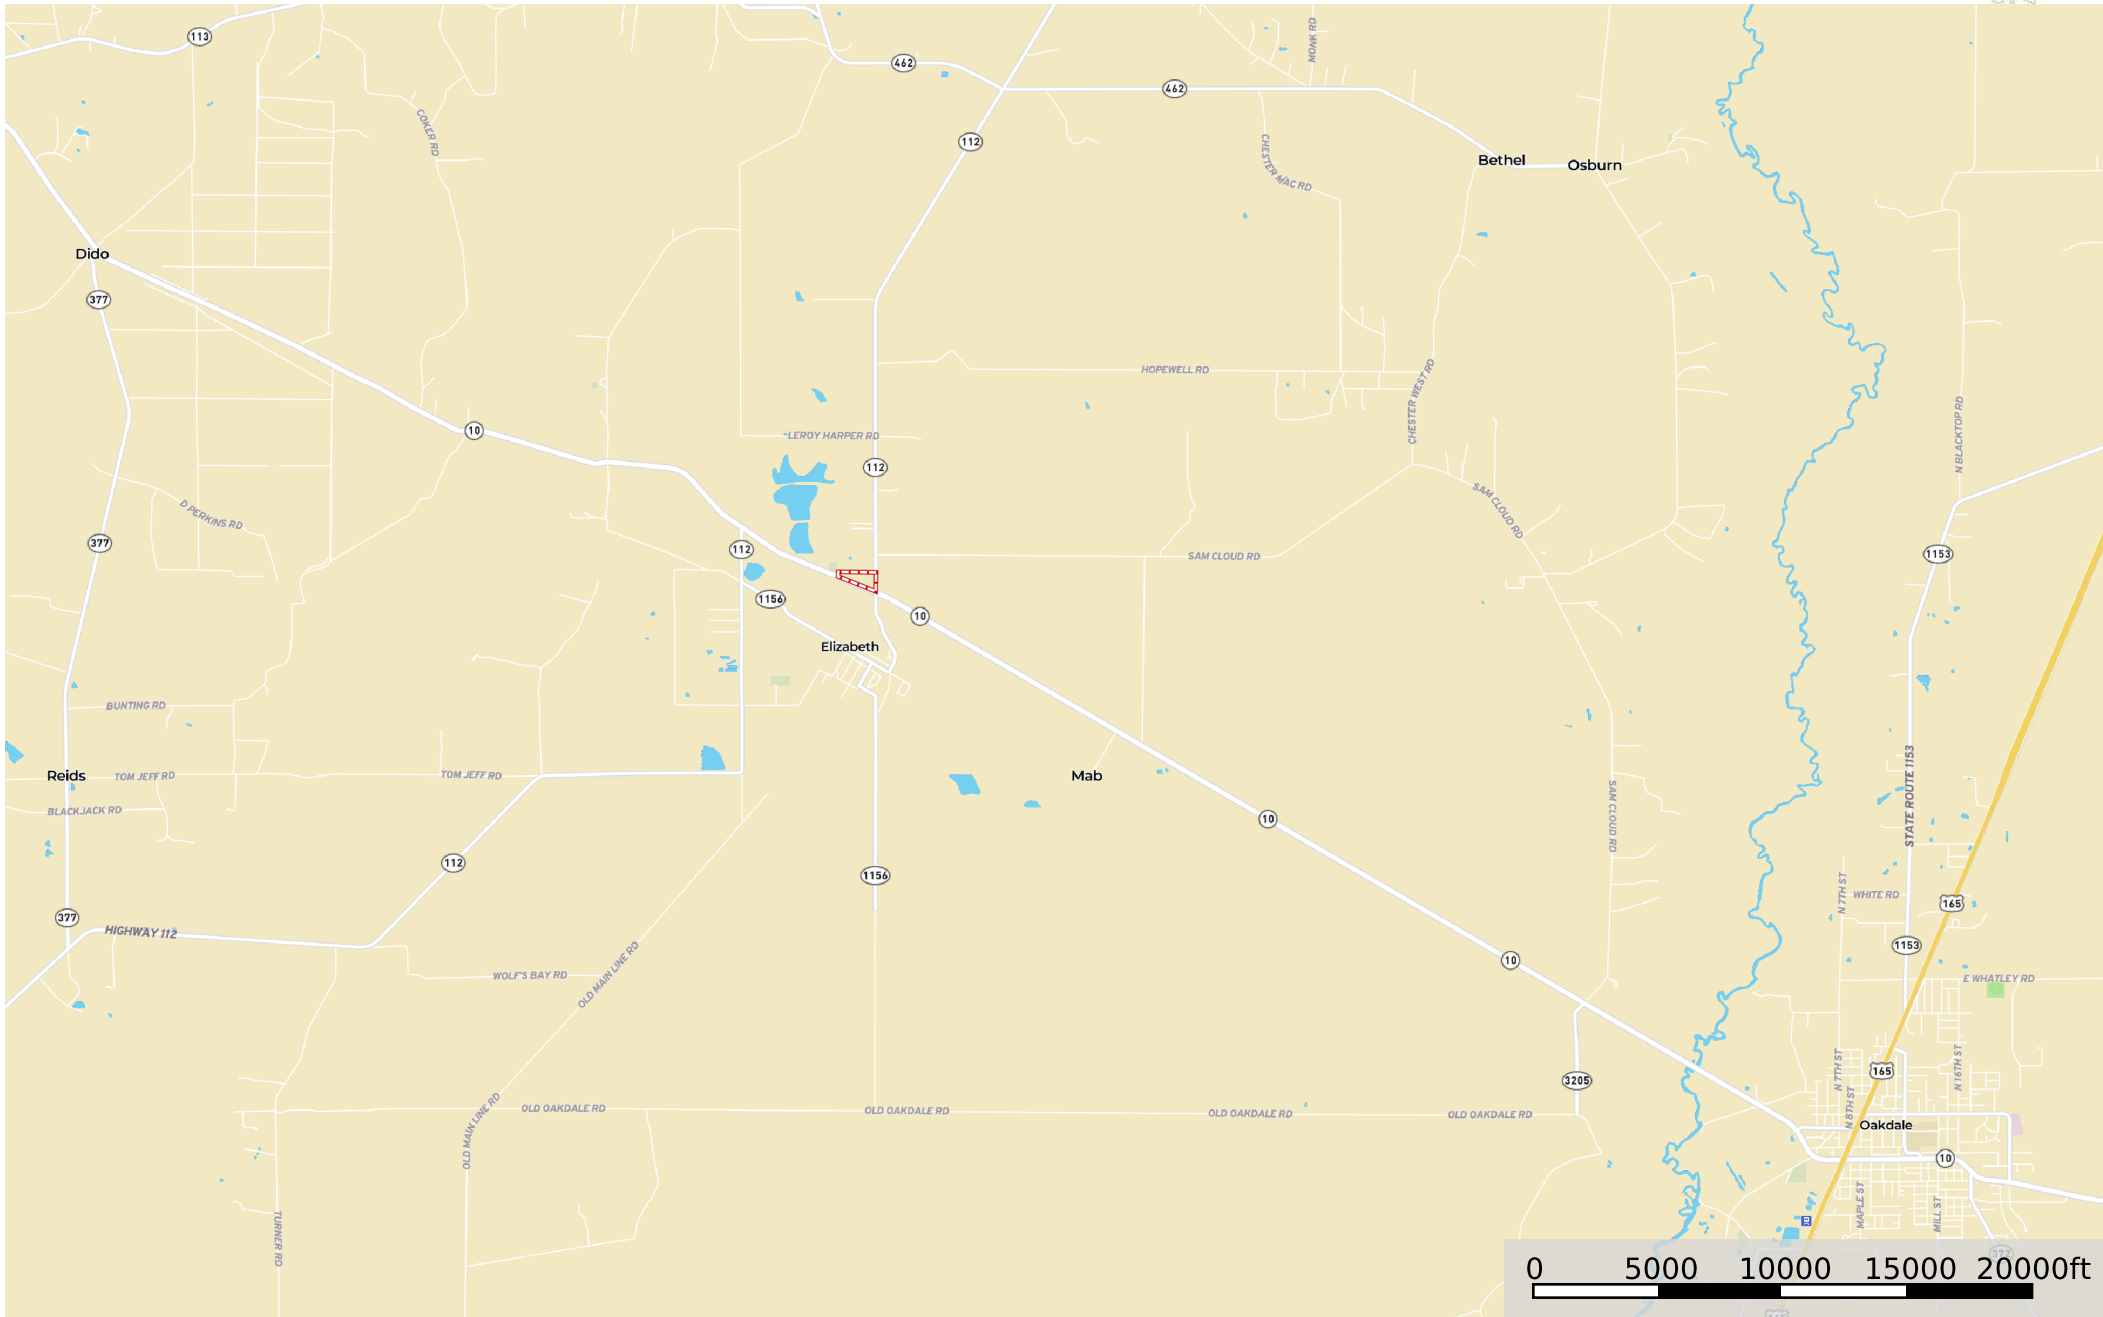 113
462
462
MONK RD
COKER RD
112
CHESTER MAC RD
Bethel
Osburn
Dido
377
HOPEWELL RD
CHESTER WEST RD
N BLACKTOP RD
10
LEROY HARPER RD
112
D PERKINS RD
SAM CLOUD RD
377
112
SAM CLOUD RD
1153
1156
10
Elizabeth
BUNTING RD
Reids
TOM JEFF RD
TOM JEFF RD
Mab
STATE ROUTE 1153
BLACKJACK RD
10
SAM CLOUD RD
112
1156
N 7TH ST
WHITE RD
165
377
HIGHWAY 112
1153
10
WOLF'S BAY RD
OLD MAIN LINE RD
E WHATLEY RD
3205
N 7TH ST
165
N 16TH ST
OLD MAIN LINE RD
OLD OAKDALE RD
OLD OAKDALE RD
OLD OAKDALE RD
OLD OAKDALE RD
N 8TH ST
Oakdale
10
TURNER RD
MAPLE ST
MILL ST
372
0 5000 10000 15000 20000ft